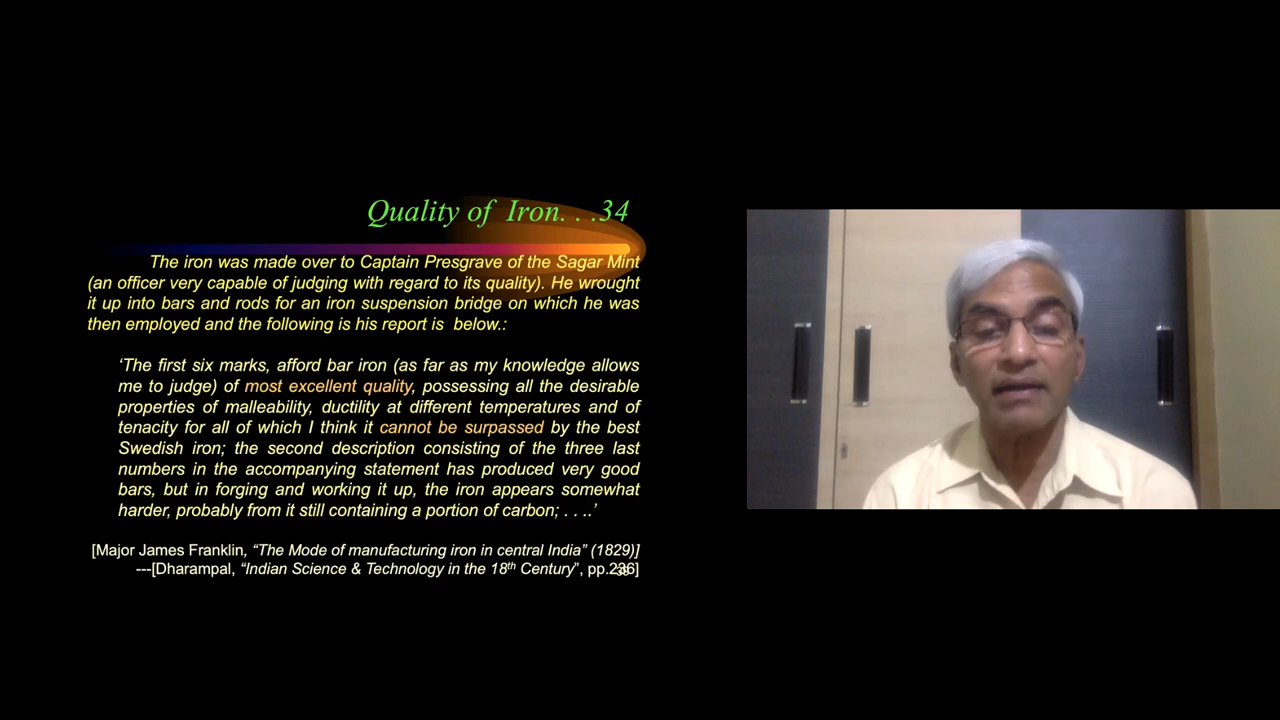 Quality of Iron. . .34
The iron was made over to Captain Presgrave of the Sagar Mint
(an officer very capable of judging with regard to its quality). He wrought
it up into bars and rods for an iron suspension bridge on which he was
then employed and the following is his report is below.:
‘The first six marks, afford bar iron (as far as my knowledge allows
me to judge) of most excellent quality, possessing all the desirable
properties of malleability, ductility at different temperatures and of
tenacity for all of which I think it cannot be surpassed by the best
Swedish iron; the second description consisting of the three last
numbers in the accompanying statement has produced very good
bars, but in forging and working it up, the iron appears somewhat
harder, probably from it still containing a portion of carbon; . . ..’
[Major James Franklin, “The Mode of manufacturing iron in central India” (1829)]
---[Dharampal, “Indian Science & Technology in the 18th Century”, pp.236]